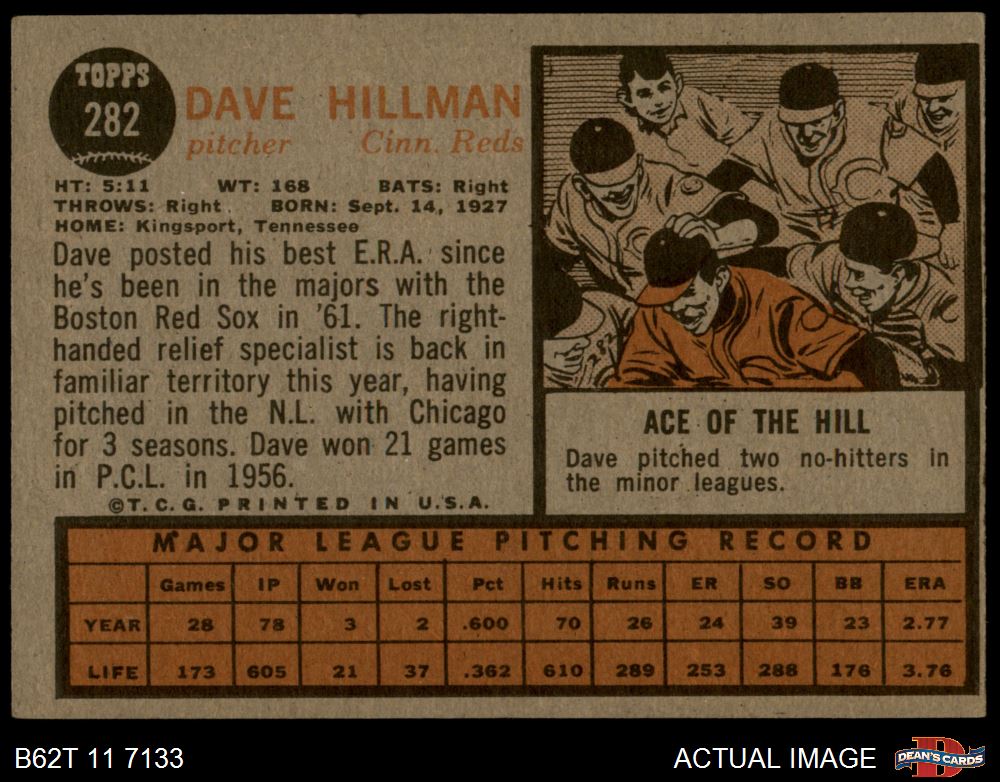 TOPPS
282
DAVE HILLMAN
pitcher Cinn. Reds
HT: 5:11 WT: 168 BATS: Right
THROWS: Right BORN: Sept. 14, 1927
HOME: Kingsport, Tennessee
Dave posted his best E.R.A. since
he's been in the majors with the
Boston Red Sox in '61. The right-
handed relief specialist is back in
familiar territory this year, having
pitched in the N.L. with Chicago
for 3 seasons. Dave won 21 games
in P.C.L. in 1956.
©T.C.G. PRINTED IN U.S.A.
282
ACE OF THE HILL
Dave pitched two no-hitters in
the minor leagues.
MAJOR LEAGUE PITCHING RECORD
Games IP Won Lost Pct Hits Runs ER SO BB ERA
YEAR 28 78 3 2 .600 70 26 24 39 23 2.77
LIFE 173 605 21 37 .362 610 289 253 288 176 3.76
B62T 11 7133
ACTUAL IMAGE
D
DEAN'S CARDS